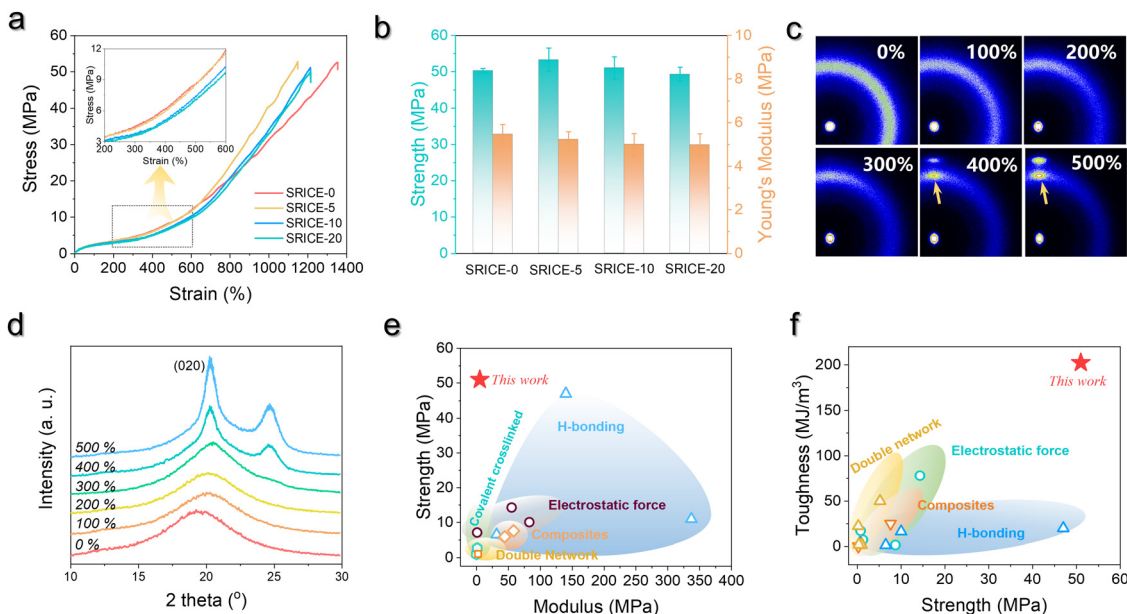 a
60
50
40
30
20
10
0
Stress (MPa)
0 200 400 600 800 1000 1200 1400
Strain (%)
12
9
6
3
Stress (MPa)
200 300 400 500 600
Strain (%)
SRICE-0
SRICE-5
SRICE-10
SRICE-20
b
60
50
40
30
20
10
0
Strength (MPa)
10
8
6
4
2
0
Young's Modulus (MPa)
SRICE-0 SRICE-5 SRICE-10 SRICE-20
c
0% 100% 200%
300% 400% 500%
d
Intensity (a. u.)
(020)
500 %
400 %
300 %
200 %
100 %
0 %
10 15 20 25 30
2 theta (°)
e
60
50
40
30
20
10
0
Strength (MPa)
This work
Covalent crosslinked
H-bonding
Electrostatic force
Composites
Double Network
0 50 100 150 200 250 300 350 400
Modulus (MPa)
f
200
150
100
50
0
Toughness (MJ/m³)
This work
Double network
Electrostatic force
Composites
H-bonding
0 10 20 30 40 50 60
Strength (MPa)